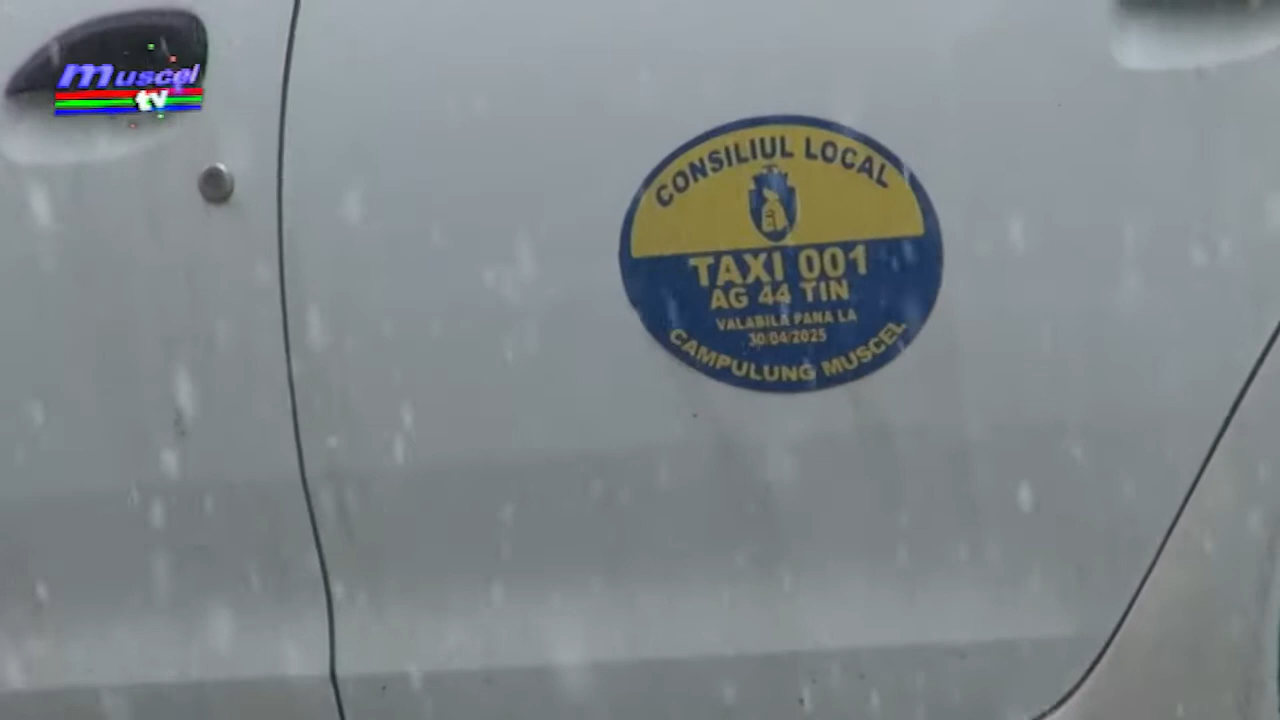 Muscel
tv
CONSILIUL LOCAL
TAXI 001
AG 44 TIN
VALABILA PANA LA
30/04/2025
CAMPULUNG MUSCEL